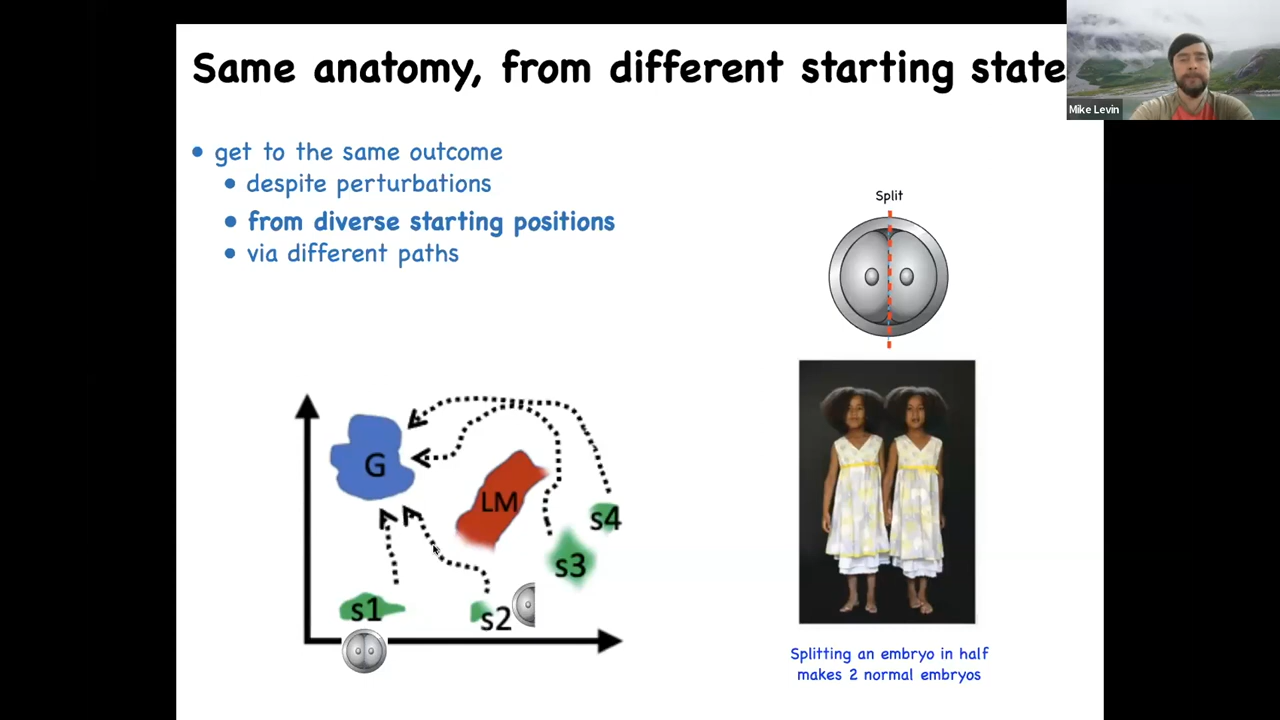 Same anatomy, from different starting state
Mike Levin
• get to the same outcome
• despite perturbations
• from diverse starting positions
• via different paths
Split
G
LM
s4
s3
s1
s2
Splitting an embryo in half
makes 2 normal embryos